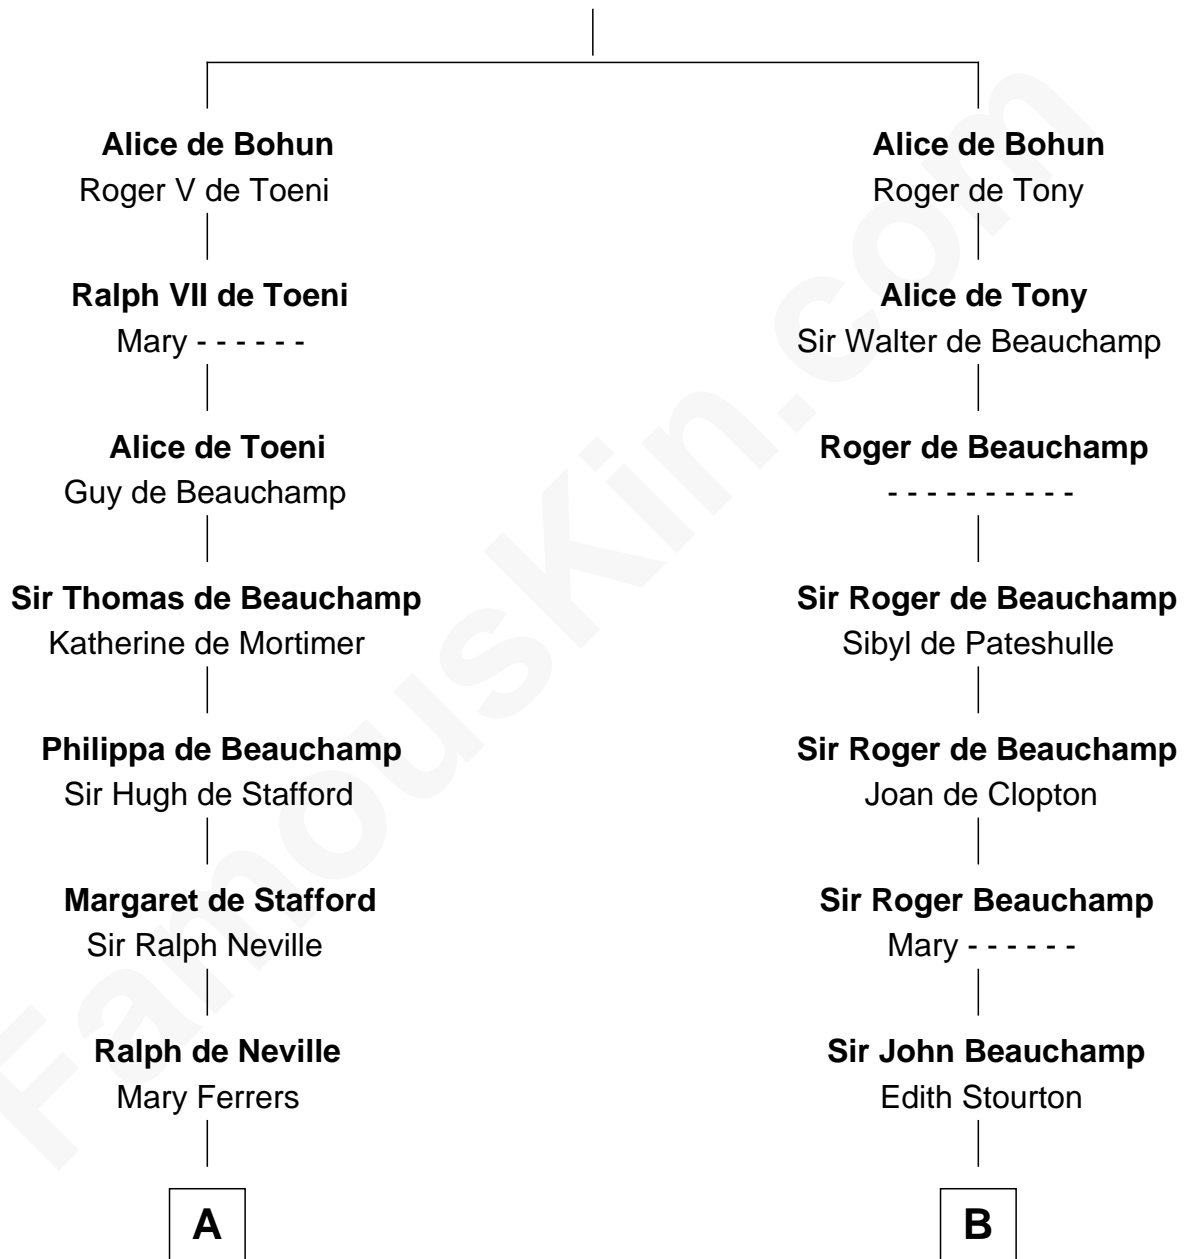 Alice de Bohun
Roger V de Toeni
Ralph VII de Toeni
Mary - - - - - -
Alice de Toeni
Guy de Beauchamp
Sir Thomas de Beauchamp
Katherine de Mortimer
Philippa de Beauchamp
Sir Hugh de Stafford
Margaret de Stafford
Sir Ralph Neville
Ralph de Neville
Mary Ferrers
A
Alice de Bohun
Roger de Tony
Alice de Tony
Sir Walter de Beauchamp
Roger de Beauchamp
- - - - - - - - - -
Sir Roger de Beauchamp
Sibyl de Pateshulle
Sir Roger de Beauchamp
Joan de Clopton
Sir Roger Beauchamp
Mary - - - - - -
Sir John Beauchamp
Edith Stourton
B
FamousKin.com